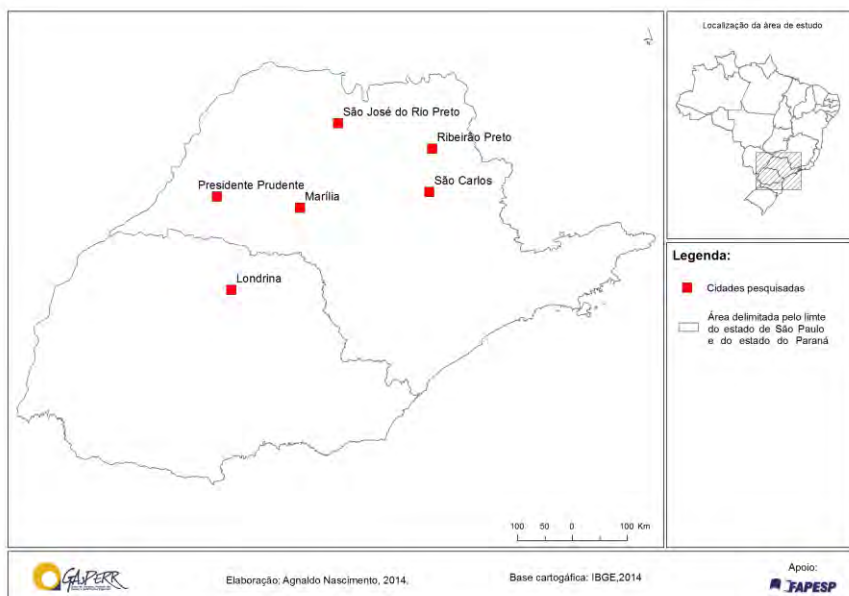 Localização da área de estudo
São José do Rio Preto
Ribeirão Preto
Presidente Prudente
Marília
São Carlos
Londrina
Legenda:
Cidades pesquisadas
Área delimitada pelo limte
do estado de São Paulo
e do estado do Paraná
100 50 0 100 Km
GAsPERR
Elaboração: Agnaldo Nascimento, 2014.
Base cartogáfica: IBGE,2014
Apoio:
FAPESP